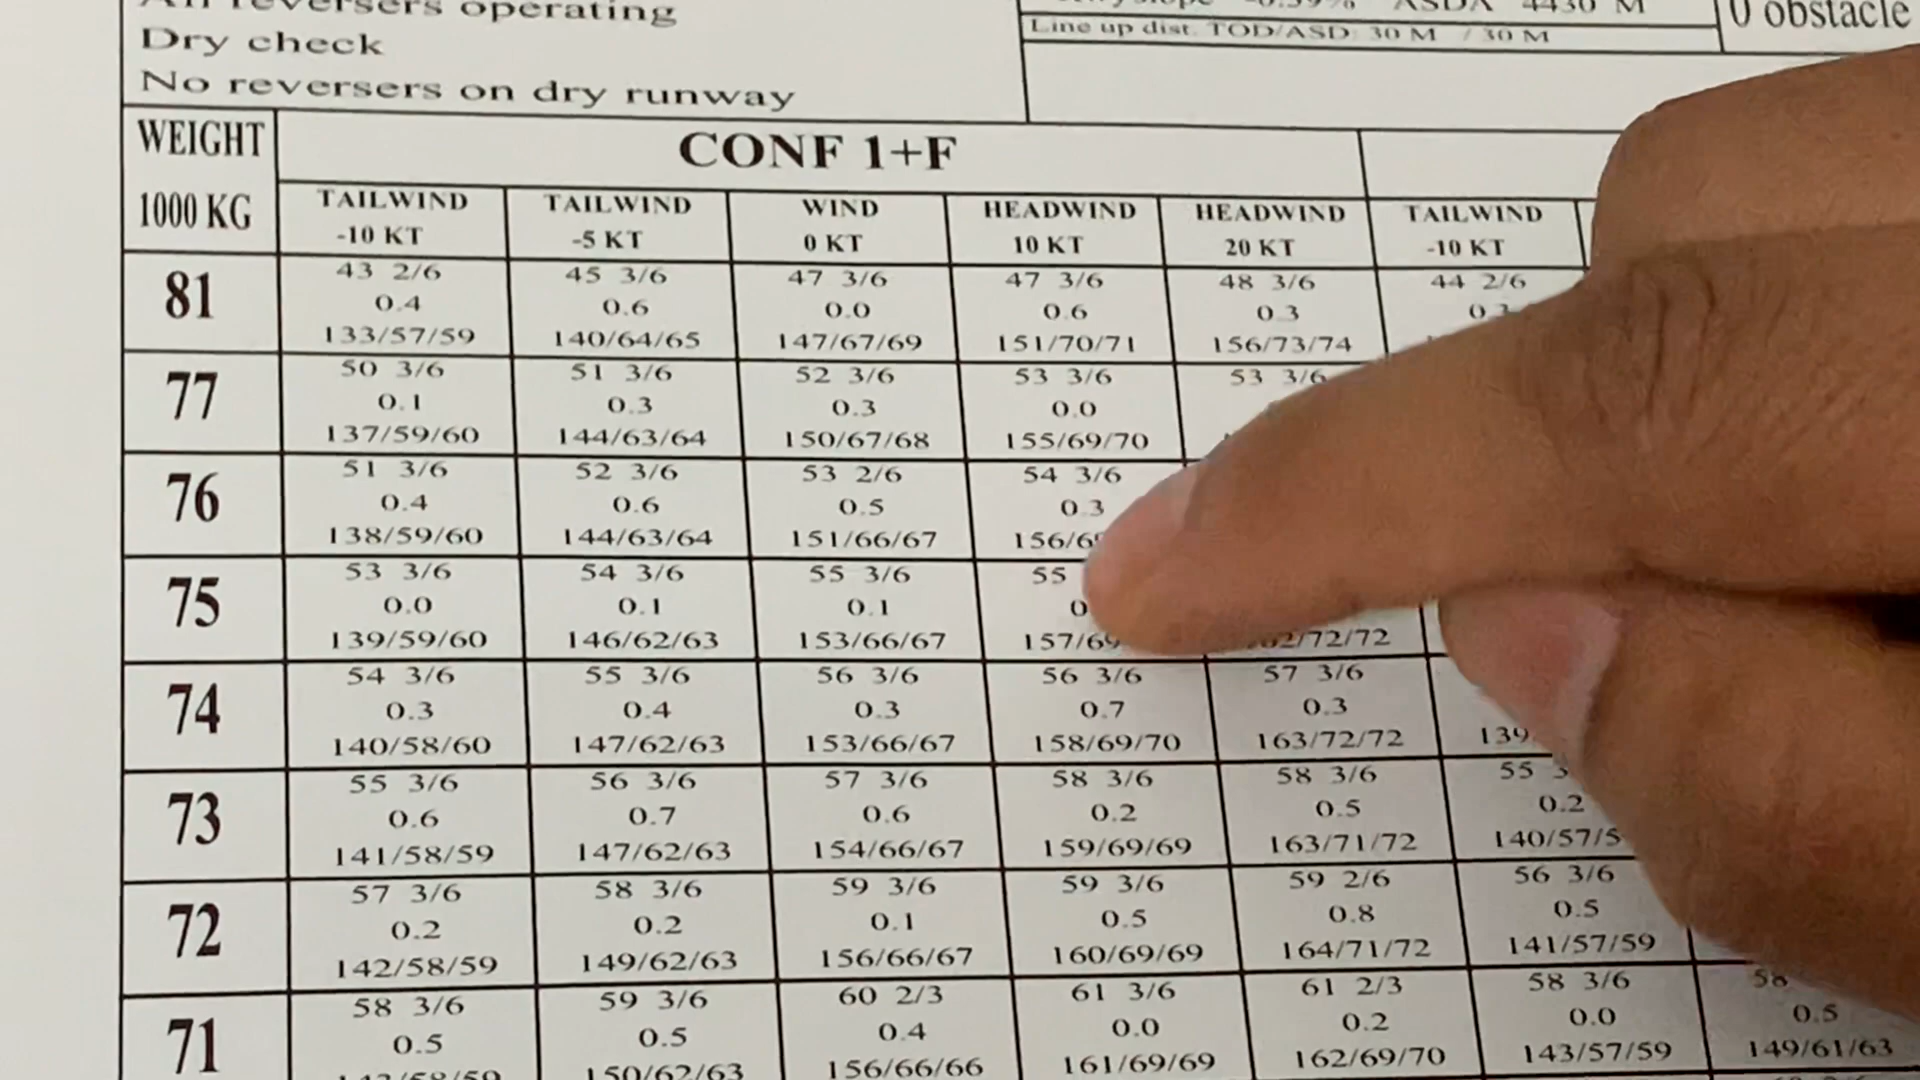 reversers operating
Dry check
No reversers on dry runway
ASDA 4430 M
Line up dist. TOD/ASD: 30 M / 30 M
0 obstacle
WEIGHT
1000 KG
CONF 1+F
TAILWIND TAILWIND WIND HEADWIND HEADWIND TAILWIND
-10 KT -5 KT 0 KT 10 KT 20 KT -10 KT
81
43 2/6 45 3/6 47 3/6 47 3/6 48 3/6 44 2/6
0.4 0.6 0.0 0.6 0.3
133/57/59 140/64/65 147/67/69 151/70/71 156/73/74
77
50 3/6 51 3/6 52 3/6 53 3/6 53 3/6
0.1 0.3 0.3 0.0
137/59/60 144/63/64 150/67/68 155/69/70
76
51 3/6 52 3/6 53 2/6 54 3/6
0.4 0.6 0.5 0.3
138/59/60 144/63/64 151/66/67
75
53 3/6 54 3/6 55 3/6 55
0.0 0.1 0.1
139/59/60 146/62/63 153/66/67 157/69
74
54 3/6 55 3/6 56 3/6 56 3/6 57 3/6
0.3 0.4 0.3 0.7 0.3
140/58/60 147/62/63 153/66/67 158/69/70 163/72/72 139
73
55 3/6 56 3/6 57 3/6 58 3/6 58 3/6 55
0.6 0.7 0.6 0.2 0.5 0.2
141/58/59 147/62/63 154/66/67 159/69/69 163/71/72 140/57/5
72
57 3/6 58 3/6 59 3/6 59 3/6 59 2/6 56 3/6
0.2 0.2 0.1 0.5 0.8 0.5
142/58/59 149/62/63 156/66/67 160/69/69 164/71/72 141/57/59
71
58 3/6 59 3/6 60 2/3 61 3/6 61 2/3 58 3/6 58
0.5 0.5 0.4 0.0 0.2 0.0 0.5
150/62/63 156/66/66 161/69/69 162/69/70 143/57/59 149/61/63